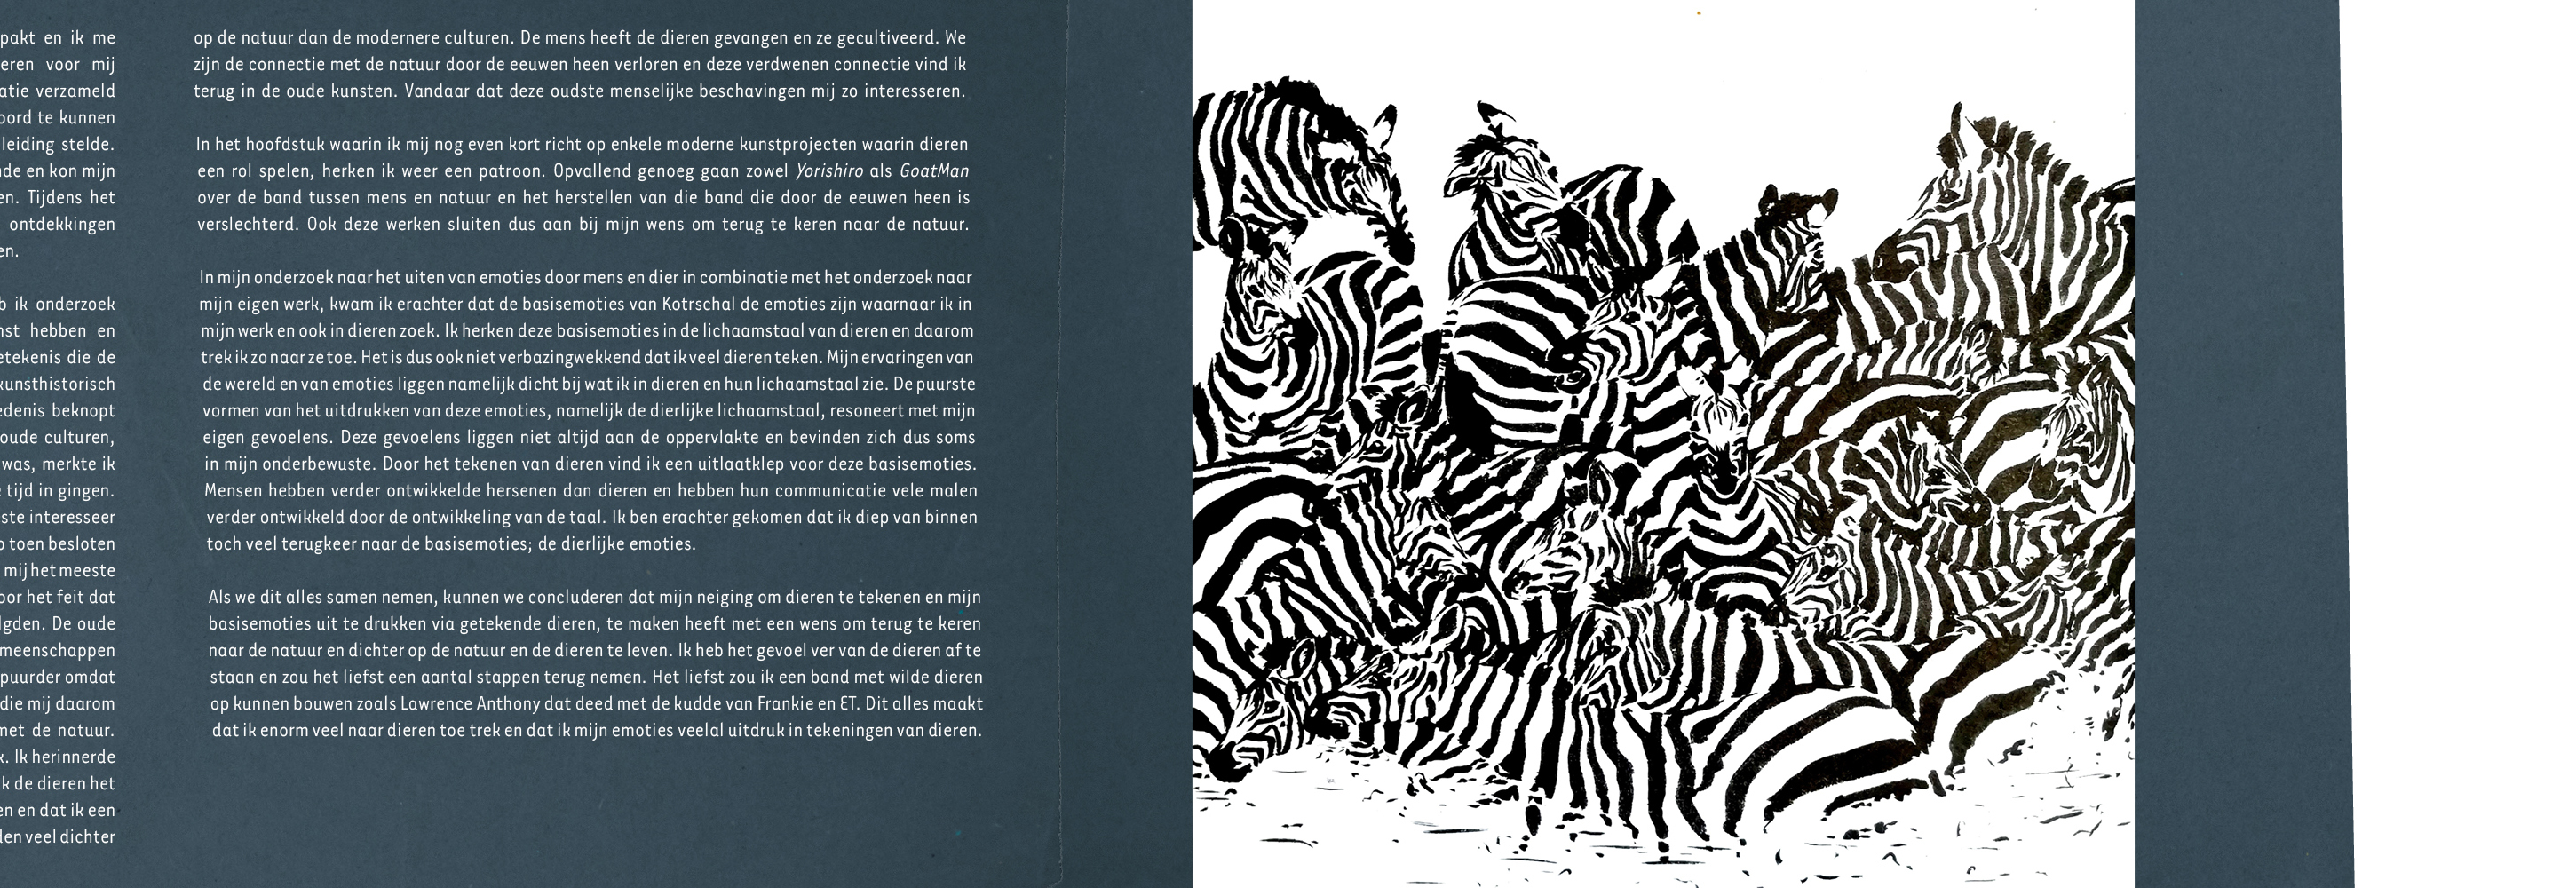 pakt en ik me
eren voor mij
atie verzameld
oord te kunnen
leiding stelde.
de en kon mijn
en. Tijdens het
ontdekkingen
en.
b ik onderzoek
nst hebben en
etekenis die de
kunsthistorisch
edenis beknopt
oude culturen,
was, merkte ik
tijd in gingen.
ste interesseer
toen besloten
mij het meeste
oor het feit dat
lgden. De oude
meenschappen
puurder omdat
die mij daarom
met de natuur.
k. Ik herinnerde
k de dieren het
en en dat ik een
len veel dichter
op de natuur dan de modernere culturen. De mens heeft de dieren gevangen en ze gecultiveerd. We
zijn de connectie met de natuur door de eeuwen heen verloren en deze verdwenen connectie vind ik
terug in de oude kunsten. Vandaar dat deze oudste menselijke beschavingen mij zo interesseren.
In het hoofdstuk waarin ik mij nog even kort richt op enkele moderne kunstprojecten waarin dieren
een rol spelen, herken ik weer een patroon. Opvallend genoeg gaan zowel Yorishiro als GoatMan
over de band tussen mens en natuur en het herstellen van die band die door de eeuwen heen is
verslechterd. Ook deze werken sluiten dus aan bij mijn wens om terug te keren naar de natuur.
In mijn onderzoek naar het uiten van emoties door mens en dier in combinatie met het onderzoek naar
mijn eigen werk, kwam ik erachter dat de basisemoties van Kotrschal de emoties zijn waarnaar ik in
mijn werk en ook in dieren zoek. Ik herken deze basisemoties in de lichaamstaal van dieren en daarom
trek ik zo naar ze toe. Het is dus ook niet verbazingwekkend dat ik veel dieren teken. Mijn ervaringen van
de wereld en van emoties liggen namelijk dicht bij wat ik in dieren en hun lichaamstaal zie. De puurste
vormen van het uitdrukken van deze emoties, namelijk de dierlijke lichaamstaal, resoneert met mijn
eigen gevoelens. Deze gevoelens liggen niet altijd aan de oppervlakte en bevinden zich dus soms
in mijn onderbewuste. Door het tekenen van dieren vind ik een uitlaatklep voor deze basisemoties.
Mensen hebben verder ontwikkelde hersenen dan dieren en hebben hun communicatie vele malen
verder ontwikkeld door de ontwikkeling van de taal. Ik ben erachter gekomen dat ik diep van binnen
toch veel terugkeer naar de basisemoties; de dierlijke emoties.
Als we dit alles samen nemen, kunnen we concluderen dat mijn neiging om dieren te tekenen en mijn
basisemoties uit te drukken via getekende dieren, te maken heeft met een wens om terug te keren
naar de natuur en dichter op de natuur en de dieren te leven. Ik heb het gevoel ver van de dieren af te
staan en zou het liefst een aantal stappen terug nemen. Het liefst zou ik een band met wilde dieren
op kunnen bouwen zoals Lawrence Anthony dat deed met de kudde van Frankie en ET. Dit alles maakt
dat ik enorm veel naar dieren toe trek en dat ik mijn emoties veelal uitdruk in tekeningen van dieren.